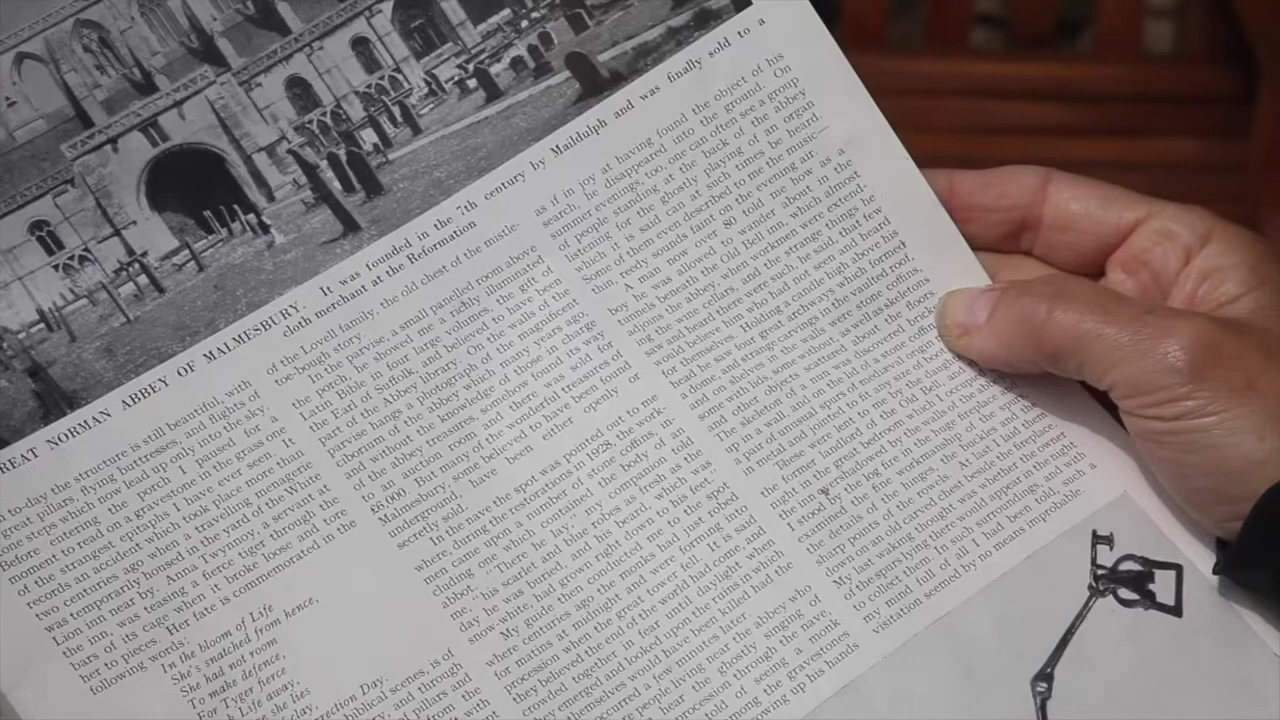 REAT NORMAN ABBEY OF MALMESBURY. It was founded in the 7th century by Maildulph and was finally sold to a
cloth merchant at the Reformation
to-day the structure is still beautiful, with
great pillars, flying buttresses, and flights of
one steps which now lead up only into the sky.
Before entering the porch I paused for a
moment to read on a gravestone in the grass one
f the strangest epitaphs I have ever seen. It
records an accident which took place more than
two centuries ago when a travelling menagerie
was temporarily housed in the yard of the White
Lion inn near by. Anna Twynnoy, a servant at
the inn, was teasing a fierce tiger through the
bars of its cage when it broke loose and tore
her to pieces. Her fate is commemorated in the
following words:
In the bloom of Life
She's snatched from hence,
She had not room
To make defence,
For Tyger fierce
Life away.
she lies
clay,
rrection Day.
of the Lovell family, the old chest of the mistle-
toe-bough story.
In the parvise, a small panelled room above
the porch, he showed me a richly illuminated
Latin Bible in four large volumes, the gift of
the Earl of Suffolk, and believed to have been
part of the Abbey library. On the walls of the
parvise hangs a photograph of the magnificent
ciborium of the abbey which many years ago,
and without the knowledge of those in charge
of the abbey treasures, somehow found its way
to an auction room and there was sold for
£6,000. But many of the wonderful treasures of
Malmesbury, some believed to have been found
underground, have been either openly or
secretly sold.
In the nave the spot was pointed out to me
where, during the restorations in 1928, the work-
men came upon a number of stone coffins, in-
cluding one which contained the body of an
abbot. "There he lay," my companion told
me, "his scarlet and blue robes as fresh as the
day he was buried, and his beard, which was
snow-white, had grown right down to his feet."
My guide then conducted me to the spot
where centuries ago the monks had just robed
for matins at midnight and were forming into
procession when the great tower fell. It is said
they believed the end of the world had come, and
crowded together in fear until daylight when
they emerged and looked upon the ruins in which
themselves would have been killed had the
occurred a few minutes later.
re people living near the abbey who
hear the ghostly singing of
procession through the nave.
told of seeing a monk
mong the gravestones
owing up his hands
biblical scenes, is of
ry, and through
of pillars and
from the
with
as if in joy at having found the object of his
search, he disappeared into the ground. On
summer evenings, too, one can often see a group
of people standing at the back of the abbey
listening for the ghostly playing of an organ
which it is said can at such times be heard.
Some of them even described to me the music—
thin, reedy sounds faint on the evening air.
A man now over 80 told me how as a
boy he was allowed to wander about in the
tunnels beneath the Old Bell inn, which almost
adjoins the abbey, when workmen were extend-
ing the wine cellars, and the strange things he
saw and heard there were such, he said, that few
would believe who had not seen and heard
for themselves. Holding a candle high above his
head he saw four great archways which formed
a dome, and strange carvings in the vaulted roof
and on shelves in the walls were stone coffins,
some with lids, some without, as well as skeletons
and other objects scattered about the floors
The skeleton of a nun was discovered bricked
up in a wall, and on the lid of a stone coffin
a pair of unusual spurs of mediaeval origin
in metal and jointed to fit any size of boot
These were lent to me by
the former landlord of the Old Bell, and
night in the great bedroom which I occu
the inn, overshadowed by the walls of the
I stood by the log fire in the huge fireplace and
examined the fine workmanship of the spurs
the details of the hinges, the buckles and the
sharp points of the rowels. At last I laid them
down on an old carved chest beside the fireplace
My last waking thought was whether the owner
of the spurs lying there would appear in the night
to collect them. In such surroundings, and with
my mind full of all I had been told, such a
visitation seemed by no means improbable.